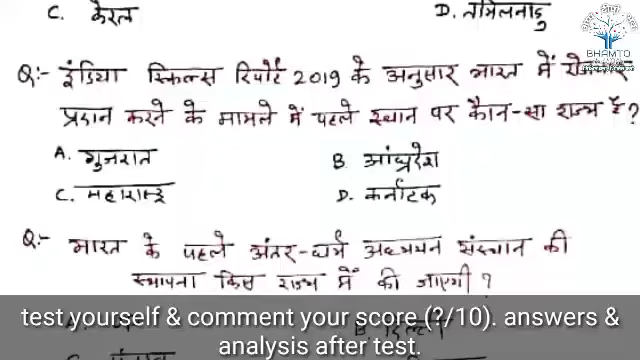 C. केरल
D. तमिलनाडु
BHAMTO
Q:- इंडिया स्किल्स रिपोर्ट 2019 के अनुसार भारत में रोजगार
प्रदान करने के मामले में पहले स्थान पर कौन-सा राज्य है?
A. गुजरात
B. आंध्रप्रदेश
C. महाराष्ट्र
D. कर्नाटक
Q:- भारत के पहले अंतर-धर्म अध्ययन संस्थान की
स्थापना किस राज्य में की जाएगी?
test yourself & comment your score (?/10). answers &
analysis after test.
B दिल्ली